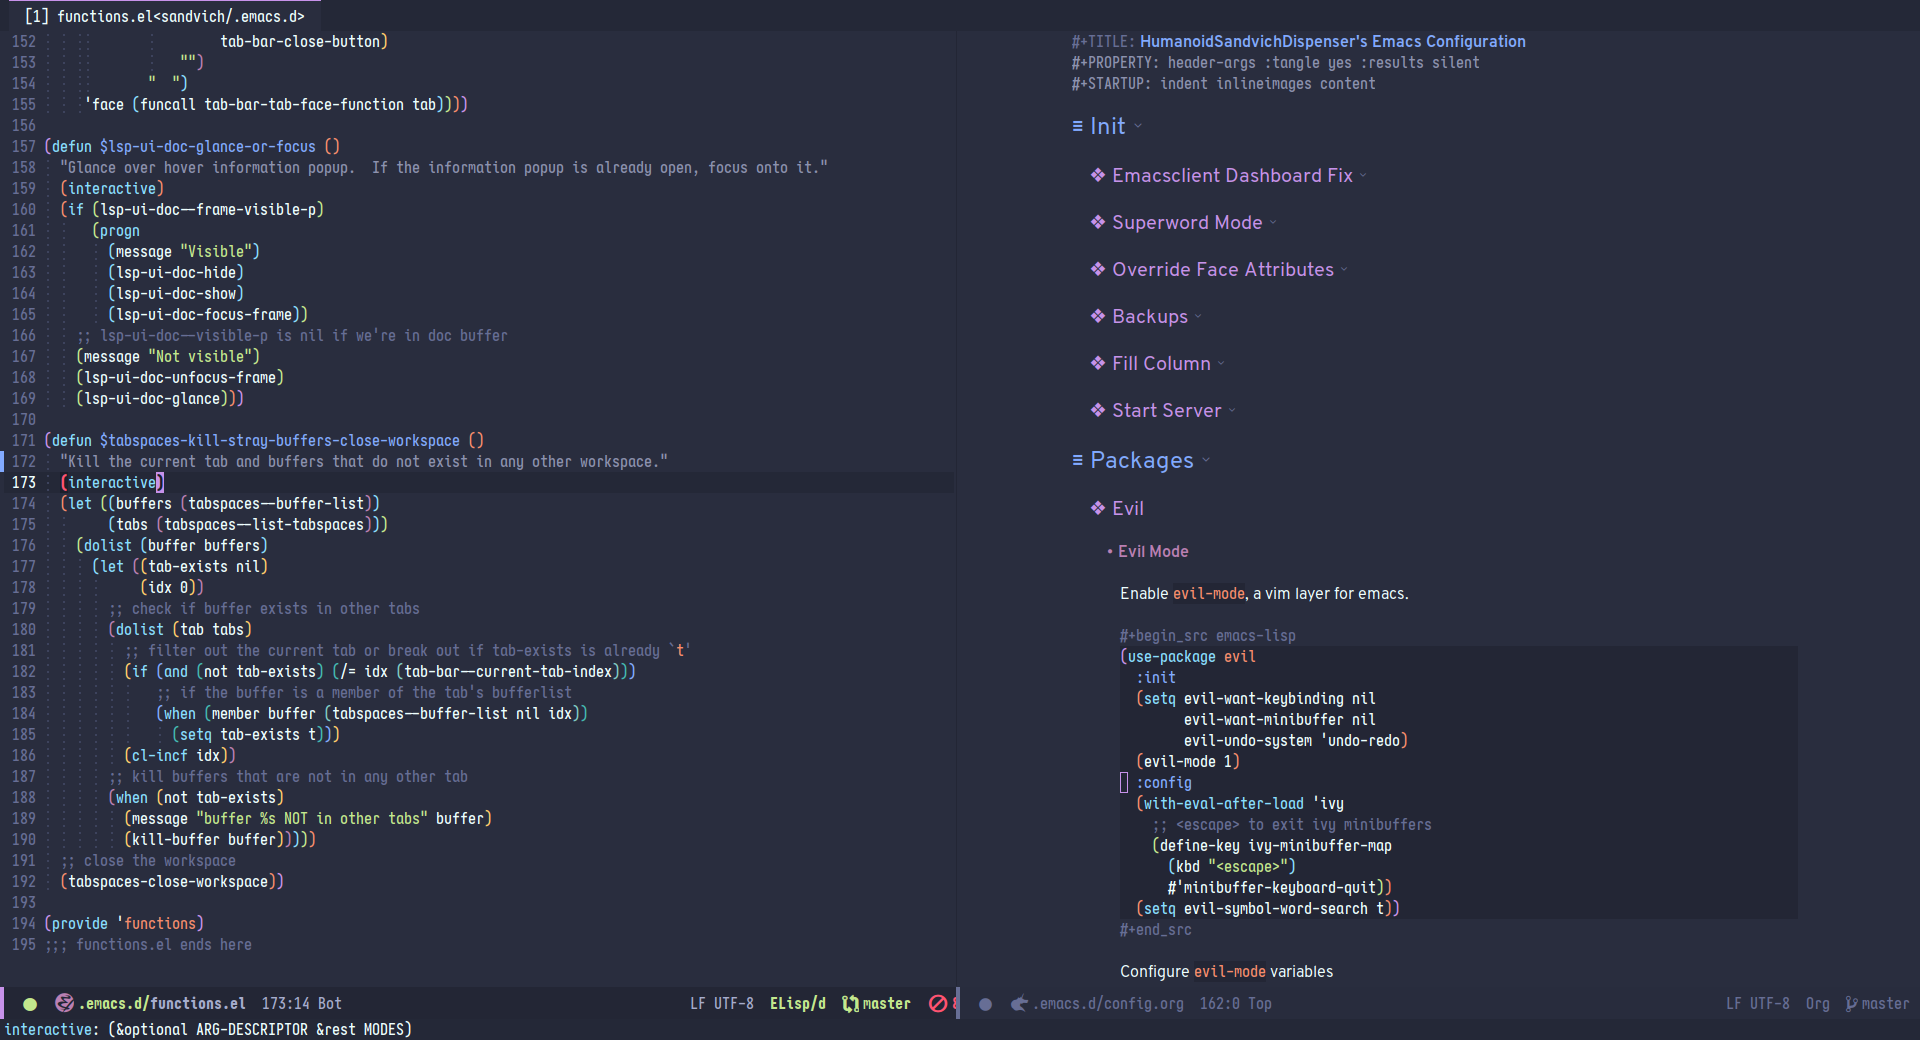 [1] functions.el<sandvich/.emacs.d>
152 tab-bar-close-button)
153 "")
154 "  ")
155 'face (funcall tab-bar-tab-face-function tab))))
156
157 (defun $lsp-ui-doc-glance-or-focus ()
158 "Glance over hover information popup.  If the information popup is already open, focus onto it."
159 (interactive)
160 (if (lsp-ui-doc--frame-visible-p)
161 (progn
162 (message "Visible")
163 (lsp-ui-doc-hide)
164 (lsp-ui-doc-show)
165 (lsp-ui-doc-focus-frame))
166 ;; lsp-ui-doc--visible-p is nil if we're in doc buffer
167 (message "Not visible")
168 (lsp-ui-doc-unfocus-frame)
169 (lsp-ui-doc-glance)))
170
171 (defun $tabspaces-kill-stray-buffers-close-workspace ()
172 "Kill the current tab and buffers that do not exist in any other workspace."
173 (interactive)
174 (let ((buffers (tabspaces--buffer-list))
175 (tabs (tabspaces--list-tabspaces)))
176 (dolist (buffer buffers)
177 (let ((tab-exists nil)
178 (idx 0))
179 ;; check if buffer exists in other tabs
180 (dolist (tab tabs)
181 ;; filter out the current tab or break out if tab-exists is already `t'
182 (if (and (not tab-exists) (/= idx (tab-bar--current-tab-index)))
183 ;; if the buffer is a member of the tab's bufferlist
184 (when (member buffer (tabspaces--buffer-list nil idx))
185 (setq tab-exists t)))
186 (cl-incf idx))
187 ;; kill buffers that are not in any other tab
188 (when (not tab-exists)
189 (message "buffer %s NOT in other tabs" buffer)
190 (kill-buffer buffer)))))
191 ;; close the workspace
192 (tabspaces-close-workspace))
193
194 (provide 'functions)
195 ;;; functions.el ends here
.emacs.d/functions.el 173:14 Bot LF UTF-8 ELisp/d master
#+TITLE: HumanoidSandvichDispenser's Emacs Configuration
#+PROPERTY: header-args :tangle yes :results silent
#+STARTUP: indent inlineimages content
Init
Emacsclient Dashboard Fix
Superword Mode
Override Face Attributes
Backups
Fill Column
Start Server
Packages
Evil
• Evil Mode
Enable evil-mode, a vim layer for emacs.
#+begin_src emacs-lisp
(use-package evil
:init
(setq evil-want-keybinding nil
evil-want-minibuffer nil
evil-undo-system 'undo-redo)
(evil-mode 1)
:config
(with-eval-after-load 'ivy
;; <escape> to exit ivy minibuffers
(define-key ivy-minibuffer-map
(kbd "<escape>")
#'minibuffer-keyboard-quit))
(setq evil-symbol-word-search t))
#+end_src
Configure evil-mode variables
.emacs.d/config.org 162:0 Top LF UTF-8 Org master
interactive: (&optional ARG-DESCRIPTOR &rest MODES)